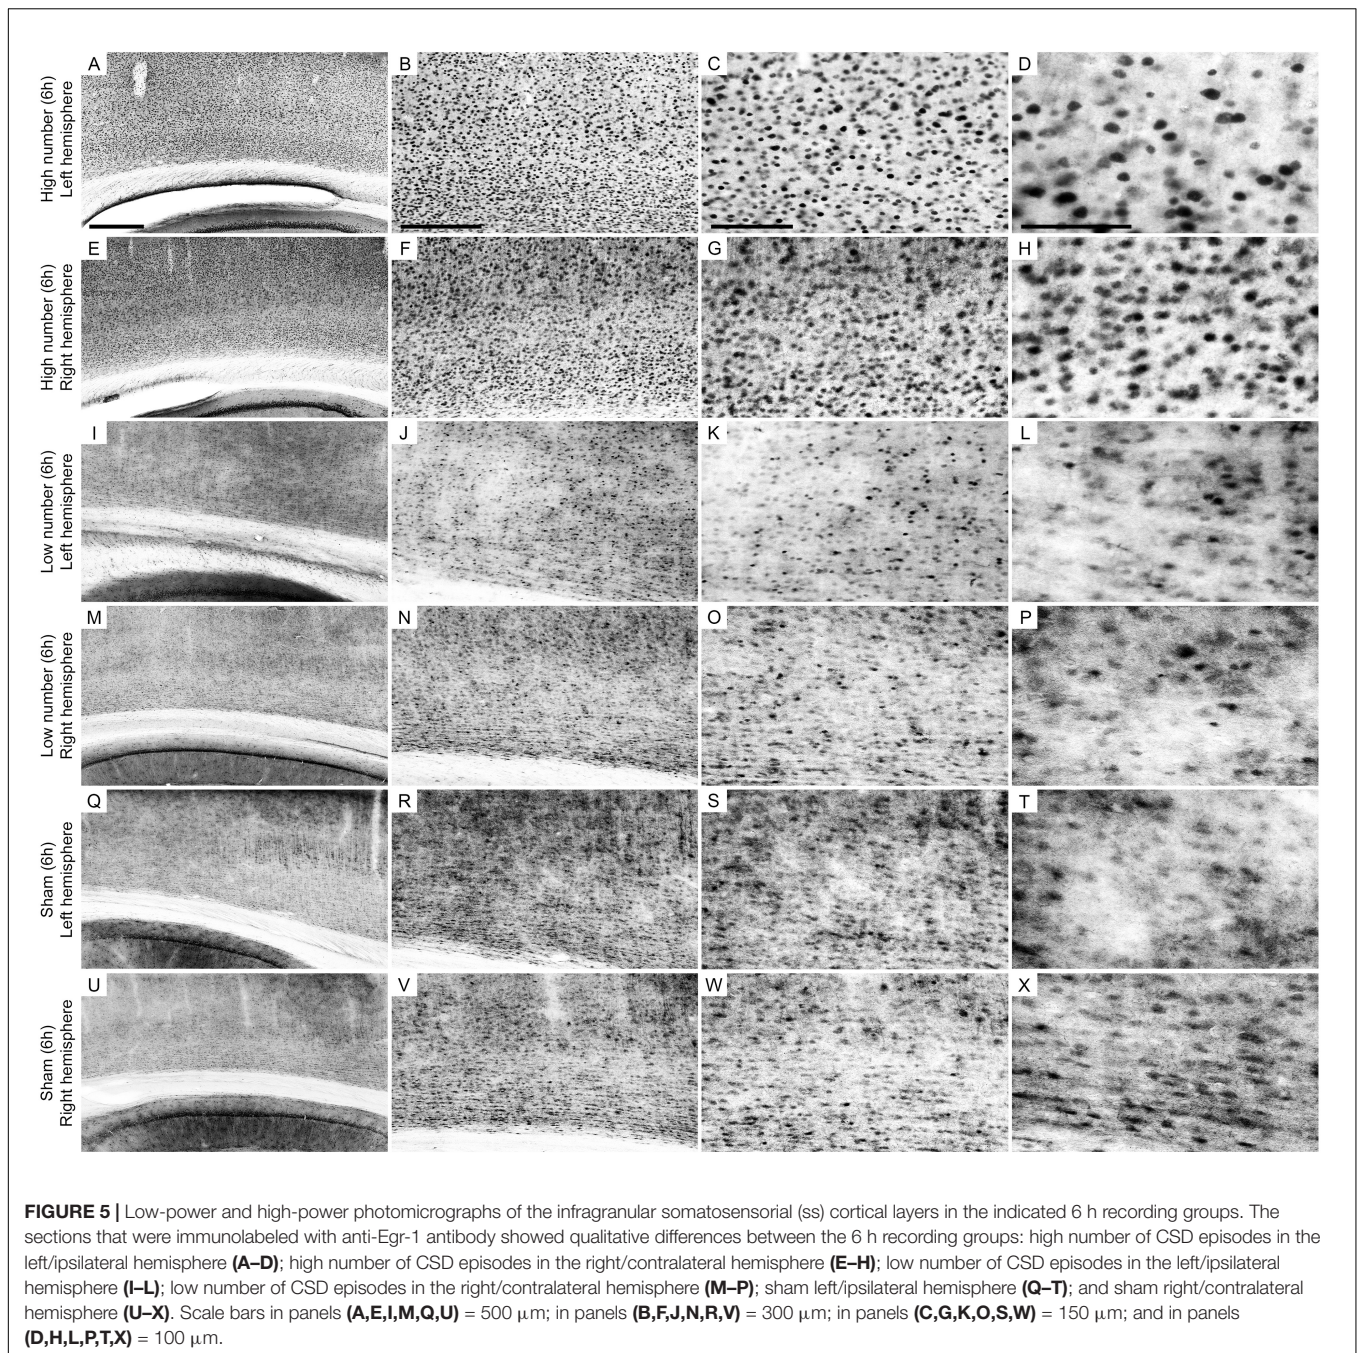 High number (6h)
Left hemisphere
A
B
C
D
High number (6h)
Right hemisphere
E
F
G
H
Low number (6h)
Left hemisphere
I
J
K
L
Low number (6h)
Right hemisphere
M
N
O
P
Sham (6h)
Left hemisphere
Q
R
S
T
Sham (6h)
Right hemisphere
U
V
W
X
FIGURE 5 | Low-power and high-power photomicrographs of the infragranular somatosensorial (ss) cortical layers in the indicated 6 h recording groups. The
sections that were immunolabeled with anti-Egr-1 antibody showed qualitative differences between the 6 h recording groups: high number of CSD episodes in the
left/ipsilateral hemisphere (A–D); high number of CSD episodes in the right/contralateral hemisphere (E–H); low number of CSD episodes in the left/ipsilateral
hemisphere (I–L); low number of CSD episodes in the right/contralateral hemisphere (M–P); sham left/ipsilateral hemisphere (Q–T); and sham right/contralateral
hemisphere (U–X). Scale bars in panels (A,E,I,M,Q,U) = 500 μm; in panels (B,F,J,N,R,V) = 300 μm; in panels (C,G,K,O,S,W) = 150 μm; and in panels
(D,H,L,P,T,X) = 100 μm.